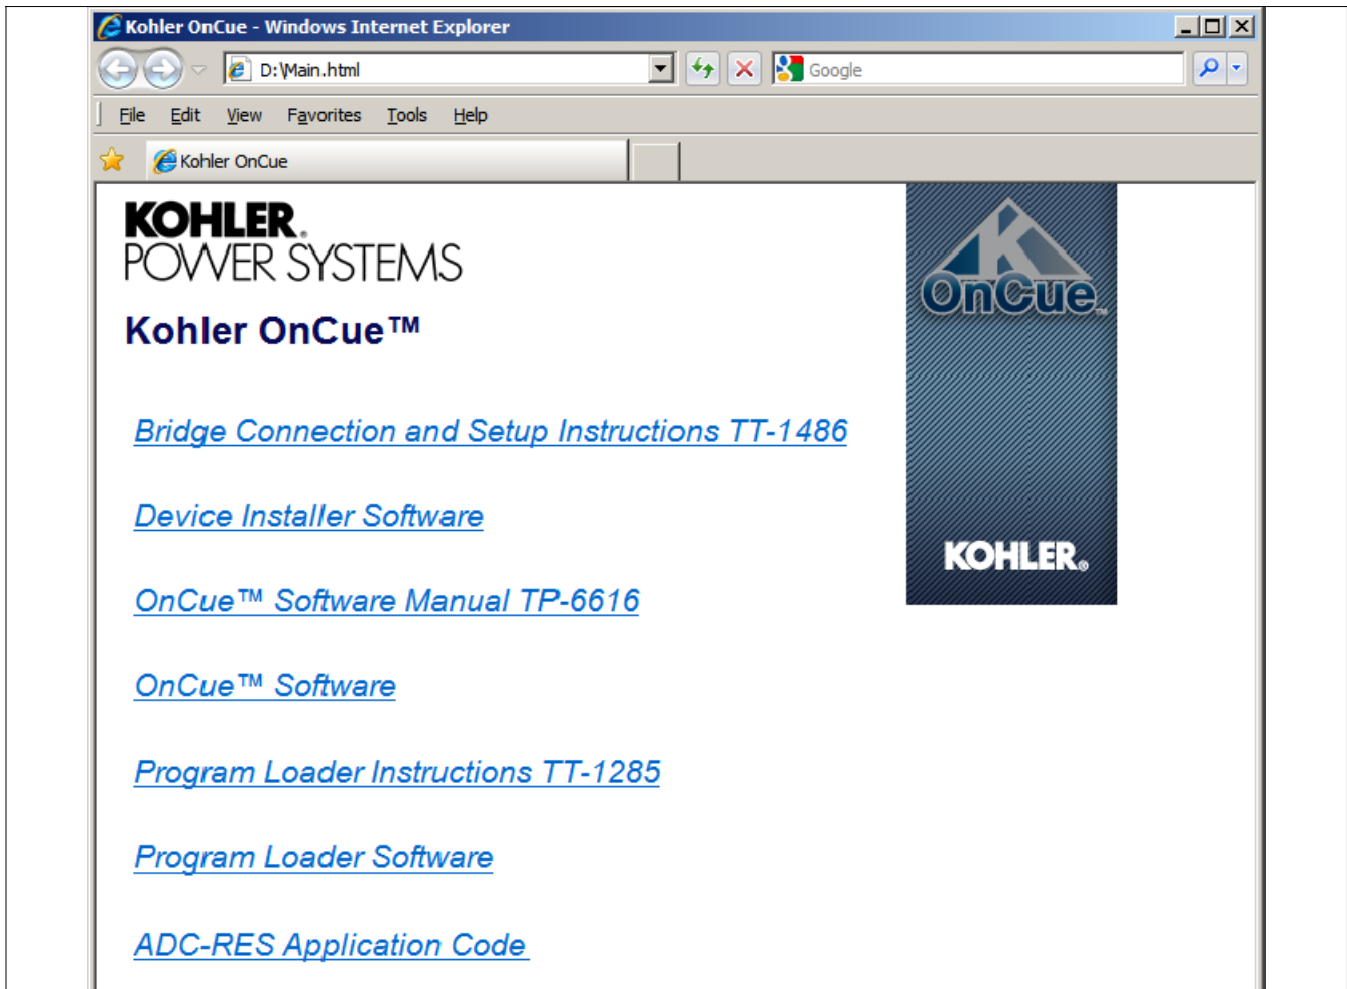 Kohler OnCue - Windows Internet Explorer
D:\Main.html
Google
File Edit View Favorites Tools Help
Kohler OnCue
KOHLER.
POWER SYSTEMS
Kohler OnCue™
K
OnCue™
Bridge Connection and Setup Instructions TT-1486
Device Installer Software
KOHLER®
OnCue™ Software Manual TP-6616
OnCue™ Software
Program Loader Instructions TT-1285
Program Loader Software
ADC-RES Application Code